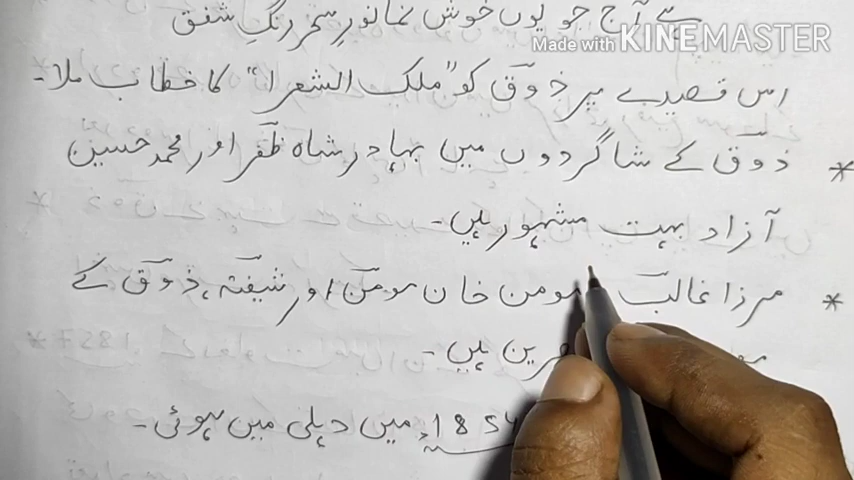 ہے آج جو یوں خوش نما نورِ سحر رنگِ شفق
Made with KINEMASTER
اس قصیدے پر ذوق کو "ملک الشعرا" کا خطاب ملا۔
* ذوق کے شاگردوں میں بہادر شاہ ظفر اور محمد حسین
آزاد بہت مشہور ہیں۔
* مرزا غالب مومن خان مومن اور شیفتہ، ذوق کے
ہیں۔
میں دہلی میں ہوئی۔